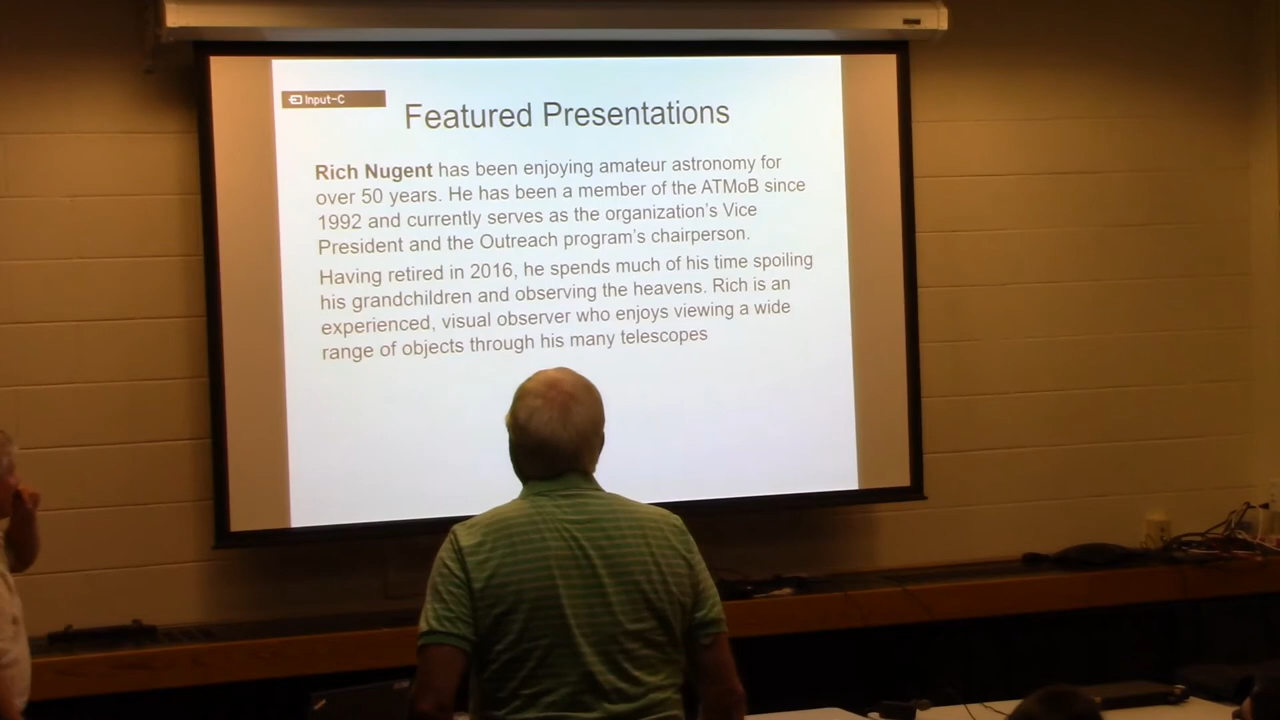 Input-C
Featured Presentations
Rich Nugent has been enjoying amateur astronomy for
over 50 years. He has been a member of the ATMoB since
1992 and currently serves as the organization's Vice
President and the Outreach program's chairperson.
Having retired in 2016, he spends much of his time spoiling
his grandchildren and observing the heavens. Rich is an
experienced, visual observer who enjoys viewing a wide
range of objects through his many telescopes